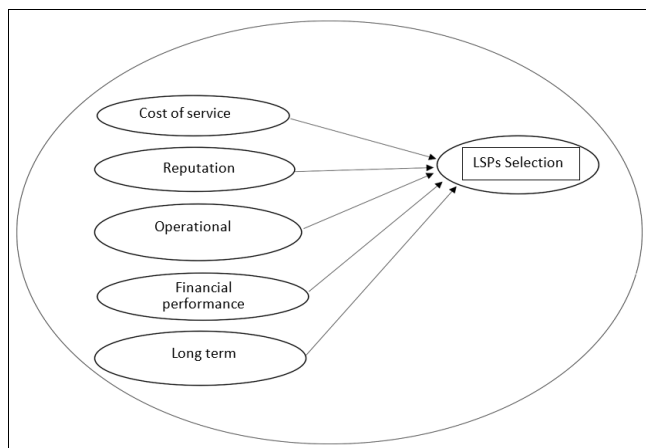 Cost of service
Reputation
Operational
Financial
performance
Long term
LSPs Selection